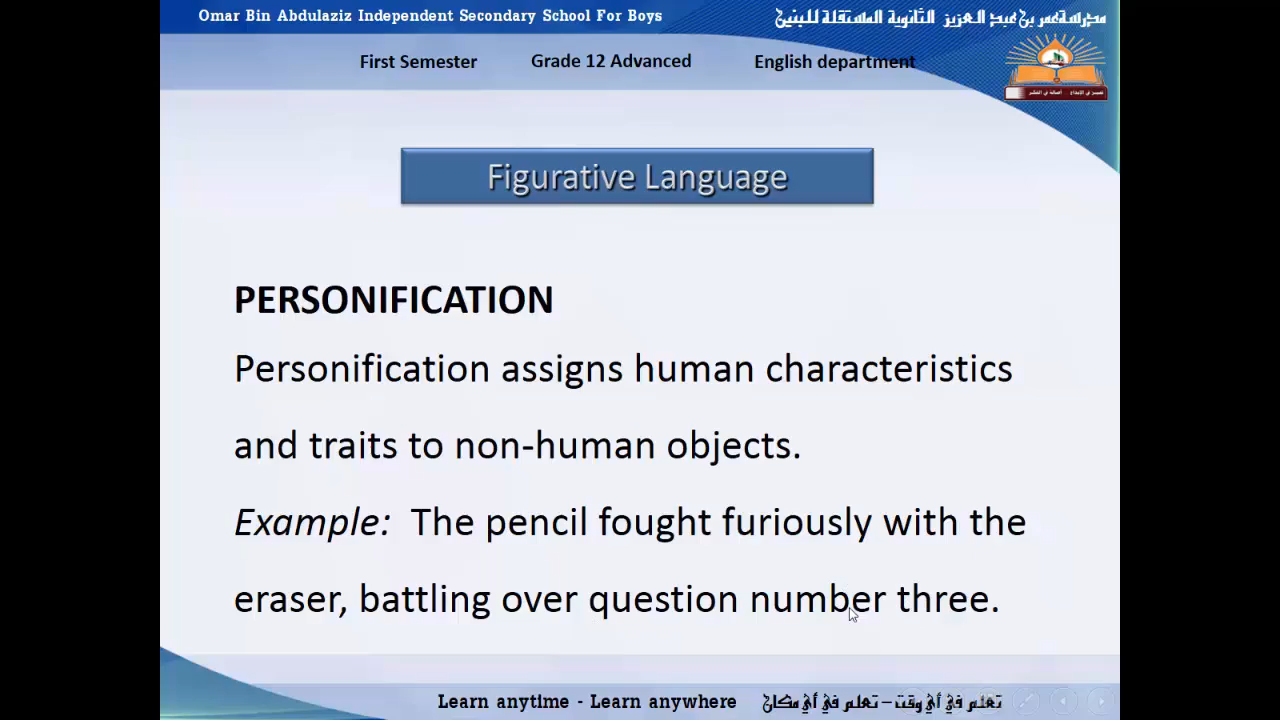 Omar Bin Abdulaziz Independent Secondary School For Boys
مدرسة عمر بن عبد العزيز الثانوية المستقلة للبنين
First Semester
Grade 12 Advanced
English department
Figurative Language
PERSONIFICATION
Personification assigns human characteristics
and traits to non-human objects.
Example: The pencil fought furiously with the
eraser, battling over question number three.
Learn anytime - Learn anywhere
تعلم في أي وقت – تعلم في أي مكان